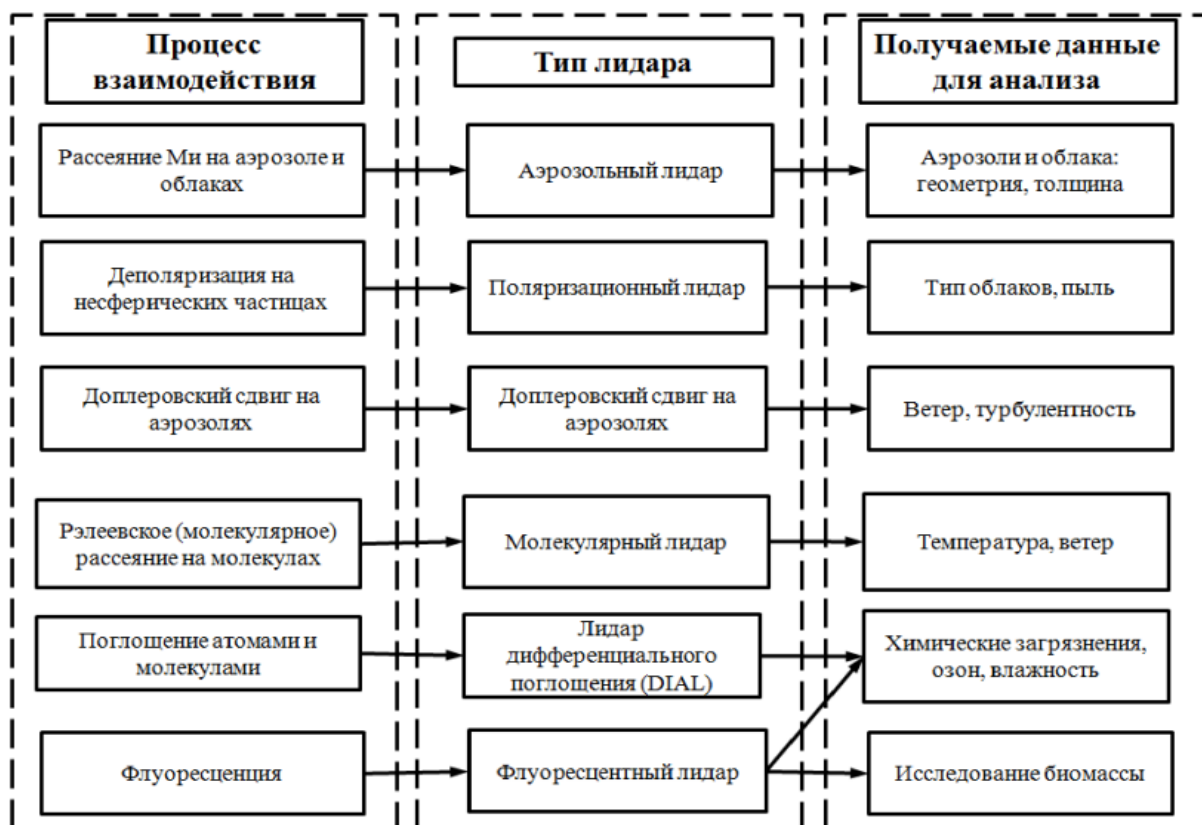 Процесс
взаимодействия
Тип лидара
Получаемые данные
для анализа
Рассеяние Ми на аэрозоле и
облаках
Аэрозольный лидар
Аэрозоли и облака:
геометрия, толщина
Деполяризация на
несферических частицах
Поляризационный лидар
Тип облаков, пыль
Доплеровский сдвиг на
аэрозолях
Доплеровский сдвиг на
аэрозолях
Ветер, турбулентность
Рэлеевское (молекулярное)
рассеяние на молекулах
Молекулярный лидар
Температура, ветер
Поглощение атомами и
молекулами
Лидар
дифференциального
поглощения (DIAL)
Химические загрязнения,
озон, влажность
Флуоресценция
Флуоресцентный лидар
Исследование биомассы